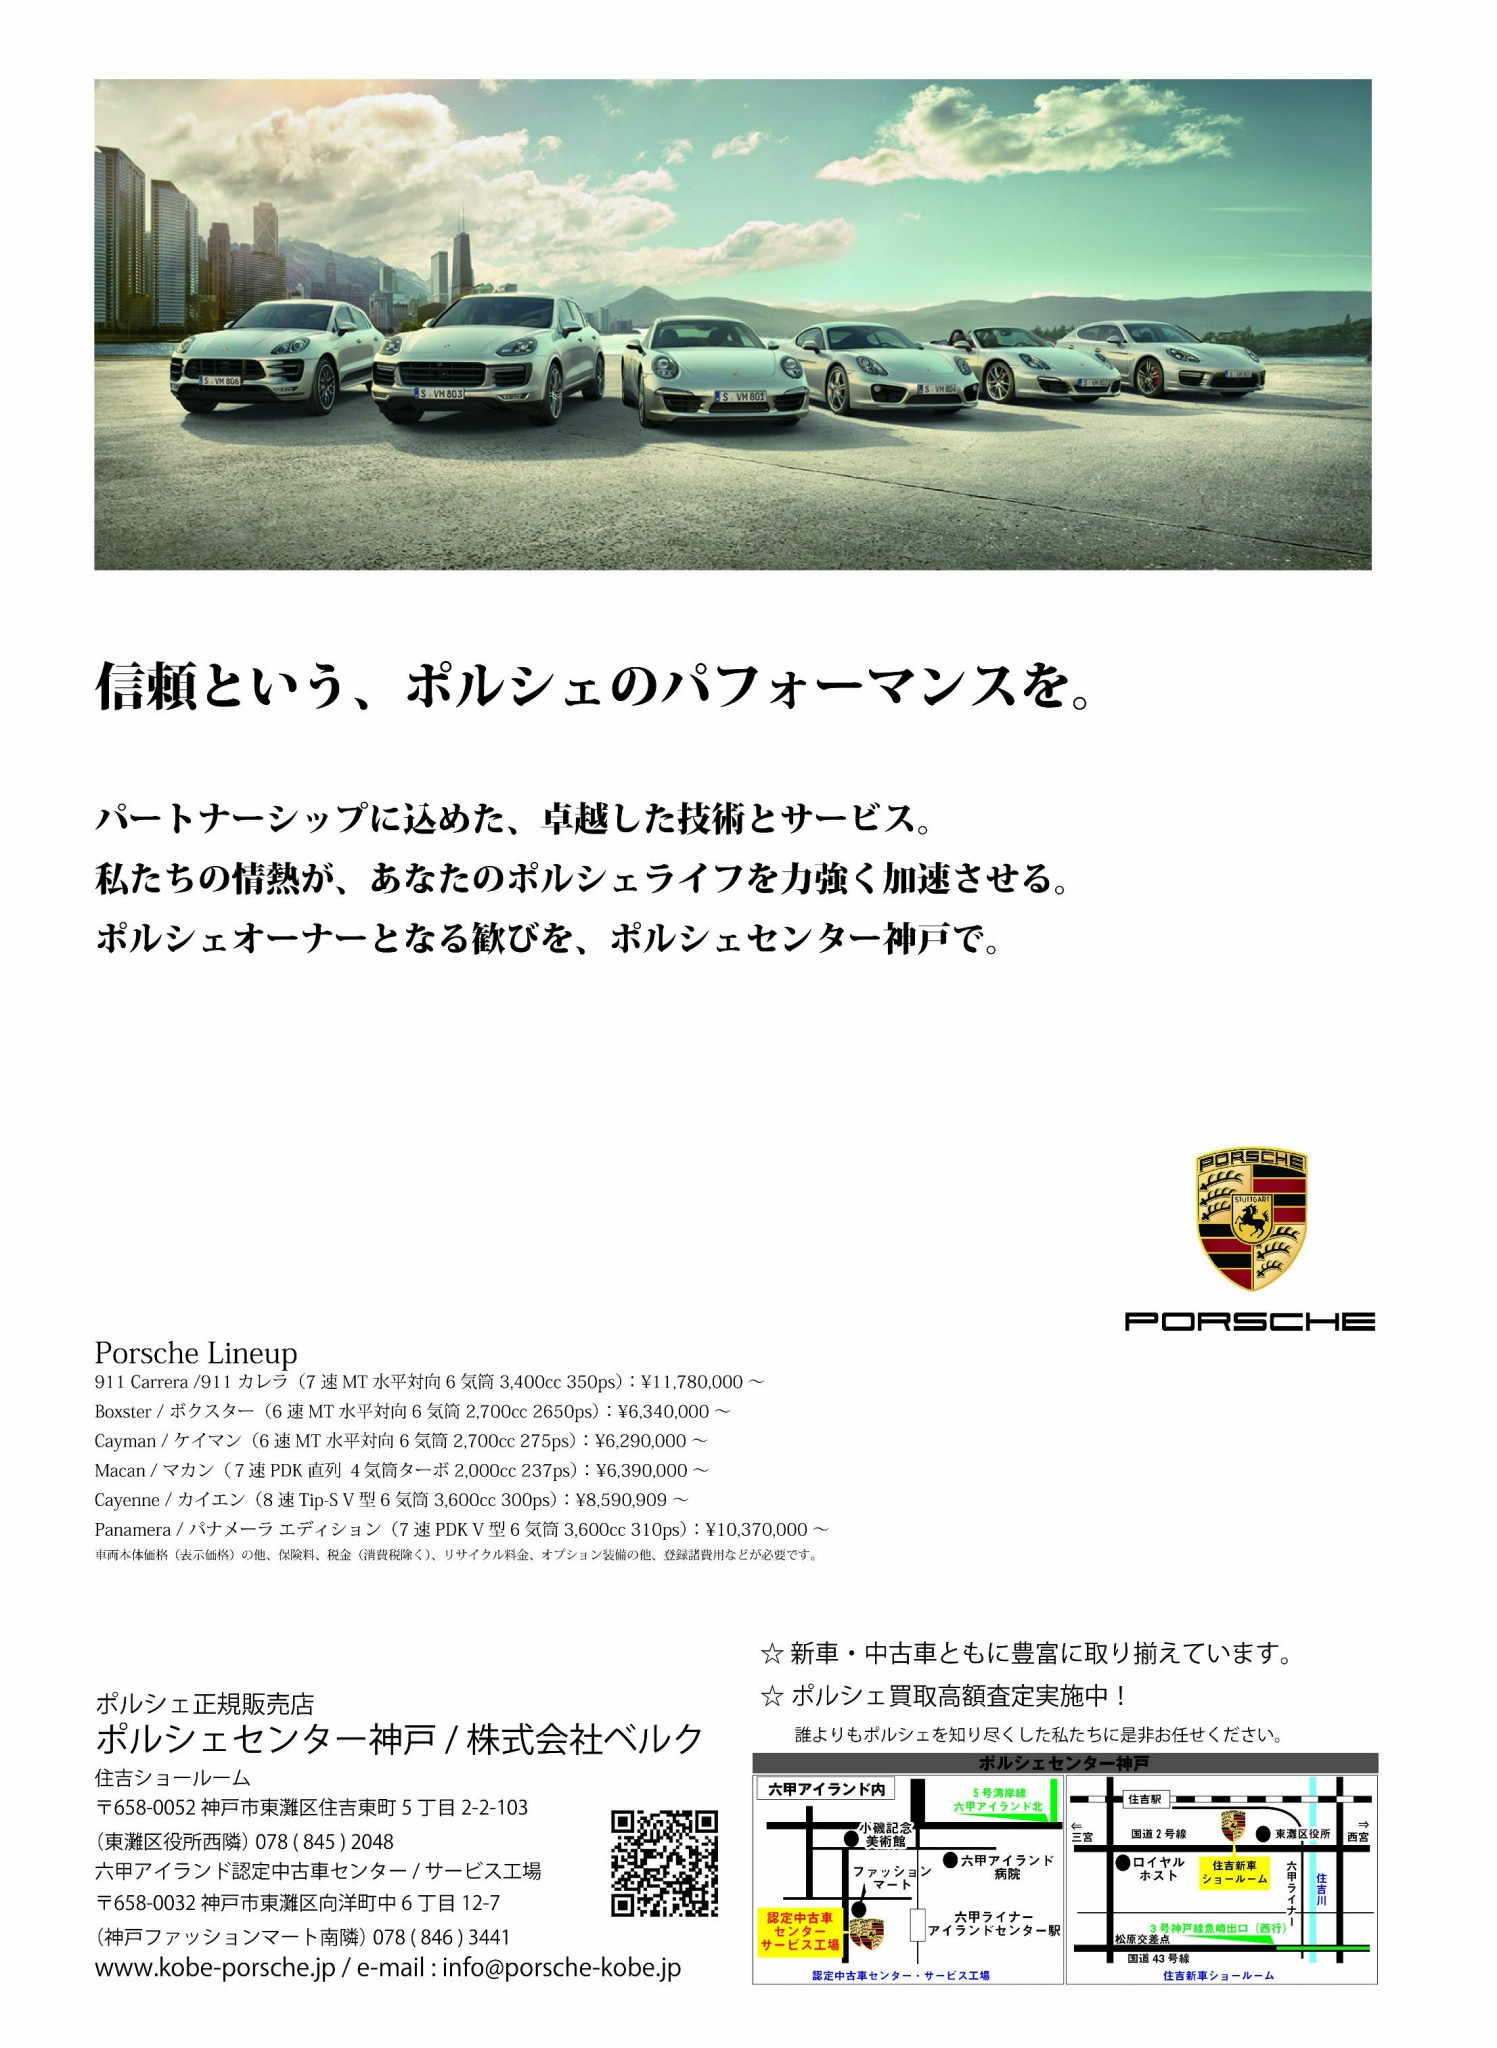 S VM 806
S VM 803
S VM 801
S VM 804
信頼という、ポルシェのパフォーマンスを。
パートナーシップに込めた、卓越した技術とサービス。
私たちの情熱が、あなたのポルシェライフを力強く加速させる。
ポルシェオーナーとなる歓びを、ポルシェセンター神戸で。
PORSCHE
STUTTGART
PORSCHE
Porsche Lineup
911 Carrera /911 カレラ（7 速 MT 水平対向 6 気筒 3,400cc 350ps）：¥11,780,000 ～
Boxster / ボクスター（6 速 MT 水平対向 6 気筒 2,700cc 2650ps）：¥6,340,000 ～
Cayman / ケイマン（6 速 MT 水平対向 6 気筒 2,700cc 275ps）：¥6,290,000 ～
Macan / マカン（ 7 速 PDK 直列 4 気筒ターボ 2,000cc 237ps）：¥6,390,000 ～
Cayenne / カイエン（8 速 Tip-S V 型 6 気筒 3,600cc 300ps）：¥8,590,909 ～
Panamera / パナメーラ エディション（7 速 PDK V 型 6 気筒 3,600cc 310ps）：¥10,370,000 ～
車両本体価格（表示価格）の他、保険料、税金（消費税除く）、リサイクル料金、オプション装備の他、登録諸費用などが必要です。
☆ 新車・中古車ともに豊富に取り揃えています。
☆ ポルシェ買取高額査定実施中！
誰よりもポルシェを知り尽くした私たちに是非お任せください。
ポルシェ正規販売店
ポルシェセンター神戸 / 株式会社ベルク
住吉ショールーム
〒658-0052 神戸市東灘区住吉東町 5 丁目 2-2-103
（東灘区役所西隣） 078 ( 845 ) 2048
六甲アイランド認定中古車センター / サービス工場
〒658-0032 神戸市東灘区向洋町中 6 丁目 12-7
（神戸ファッションマート南隣） 078 ( 846 ) 3441
www.kobe-porsche.jp / e-mail : info@porsche-kobe.jp
ポルシェセンター神戸
六甲アイランド内
5 号湾岸線
六甲アイランド北
小磯記念
美術館
ファッション
マート
六甲アイランド
病院
認定中古車
センター
サービス工場
六甲ライナー
アイランドセンター駅
認定中古車センター・サービス工場
住吉駅
⇐
三宮
国道 2 号線
東灘区役所
⇒
西宮
ロイヤル
ホスト
住吉新車
ショールーム
六甲ライナー
住吉川
3 号神戸線魚崎出口（西行）
松原交差点
国道 43 号線
住吉新車ショールーム